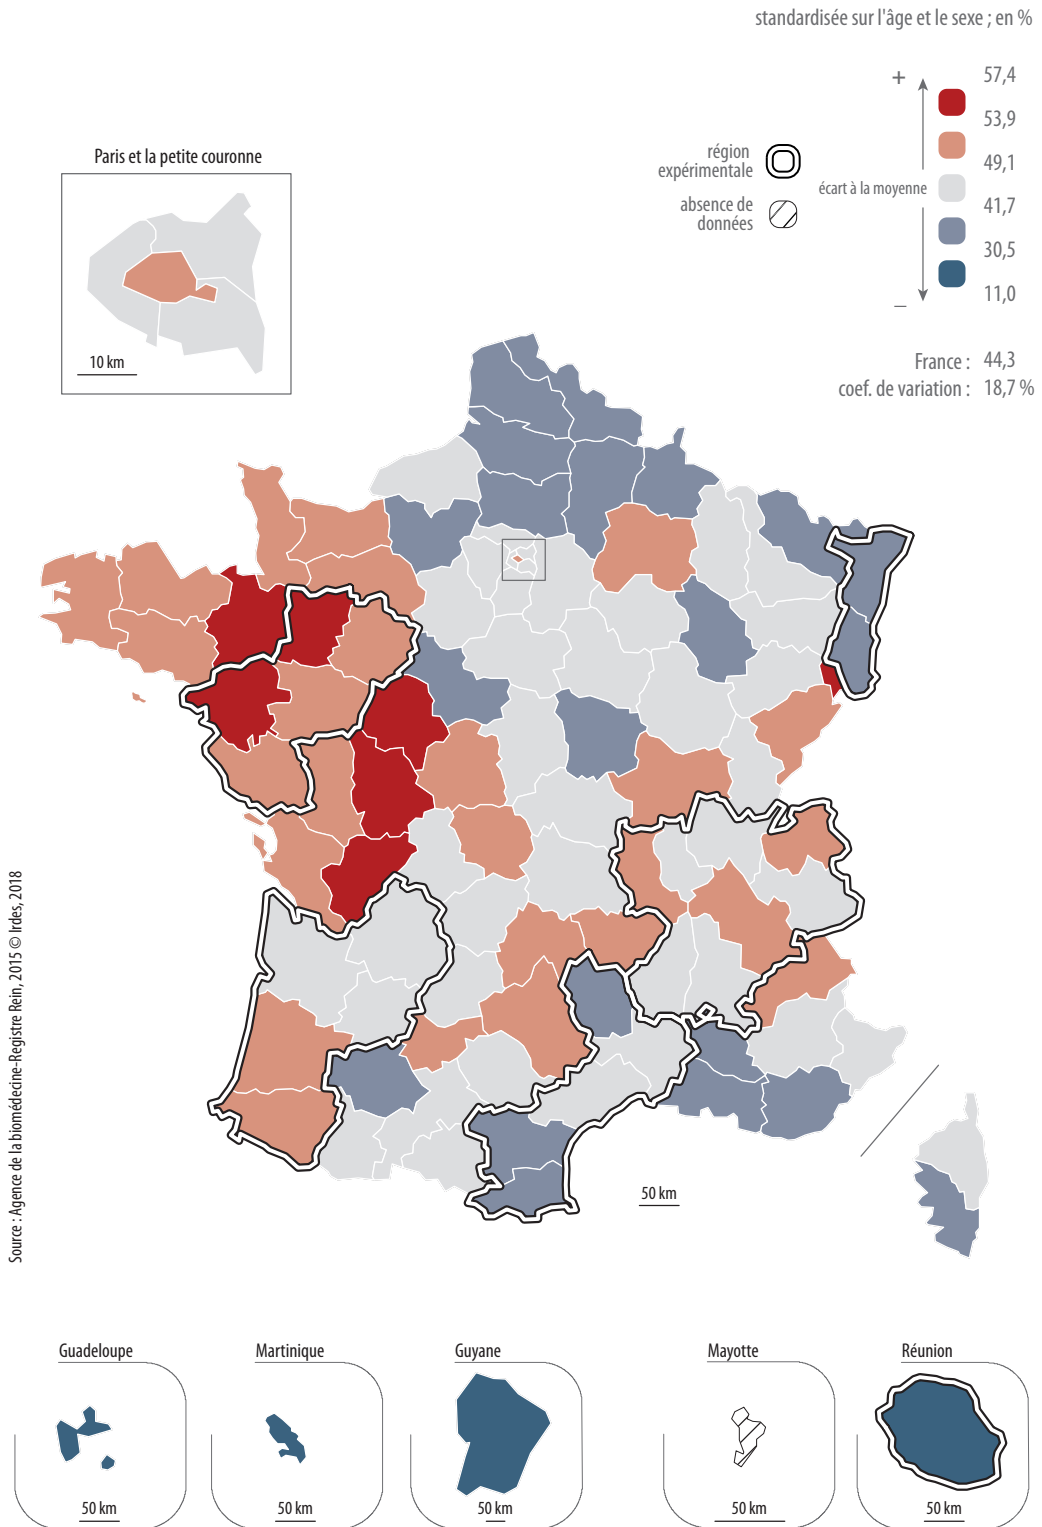 standardisée sur l'âge et le sexe ; en %
+
57,4
53,9
49,1
41,7
30,5
11,0
écart à la moyenne
–
région
expérimentale
absence de
données
France : 44,3
coef. de variation : 18,7 %
Paris et la petite couronne
10 km
50 km
Source : Agence de la biomédecine-Registre Rein, 2015 © Irdes, 2018
Guadeloupe
50 km
Martinique
50 km
Guyane
50 km
Mayotte
50 km
Réunion
50 km